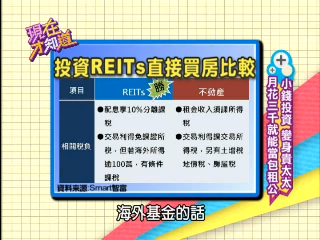 現在才知道
投資REITs直接買房比較
項目
REITs
勝
不動產
相關稅負
●配息享10%分離課
稅
●交易利得免課證所
稅，但若海外所得
逾100萬，有條件
課稅
●租金收入須課所得
稅
●交易利得課交易所
得稅，另有土增稅
地價稅、房屋稅
資料來源:Smart智富
小錢投資 變身貴太太
月花三千就能當包租公
海外基金的話